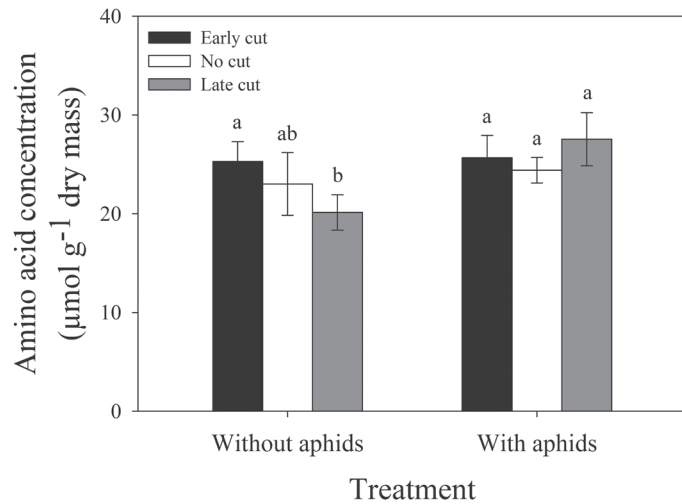 Amino acid concentration
(μmol g-1 dry mass)
40
30
20
10
0
Early cut
No cut
Late cut
a
ab
b
a
a
a
Without aphids
With aphids
Treatment